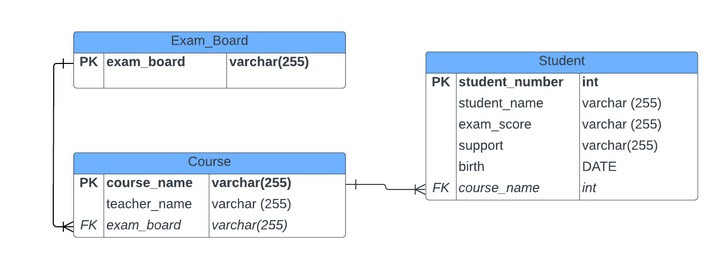 Exam_Board
PK exam_board varchar(255)
Course
PK course_name varchar(255)
teacher_name varchar (255)
FK exam_board varchar(255)
Student
PK student_number int
student_name varchar (255)
exam_score varchar (255)
support varchar(255)
birth DATE
FK course_name int